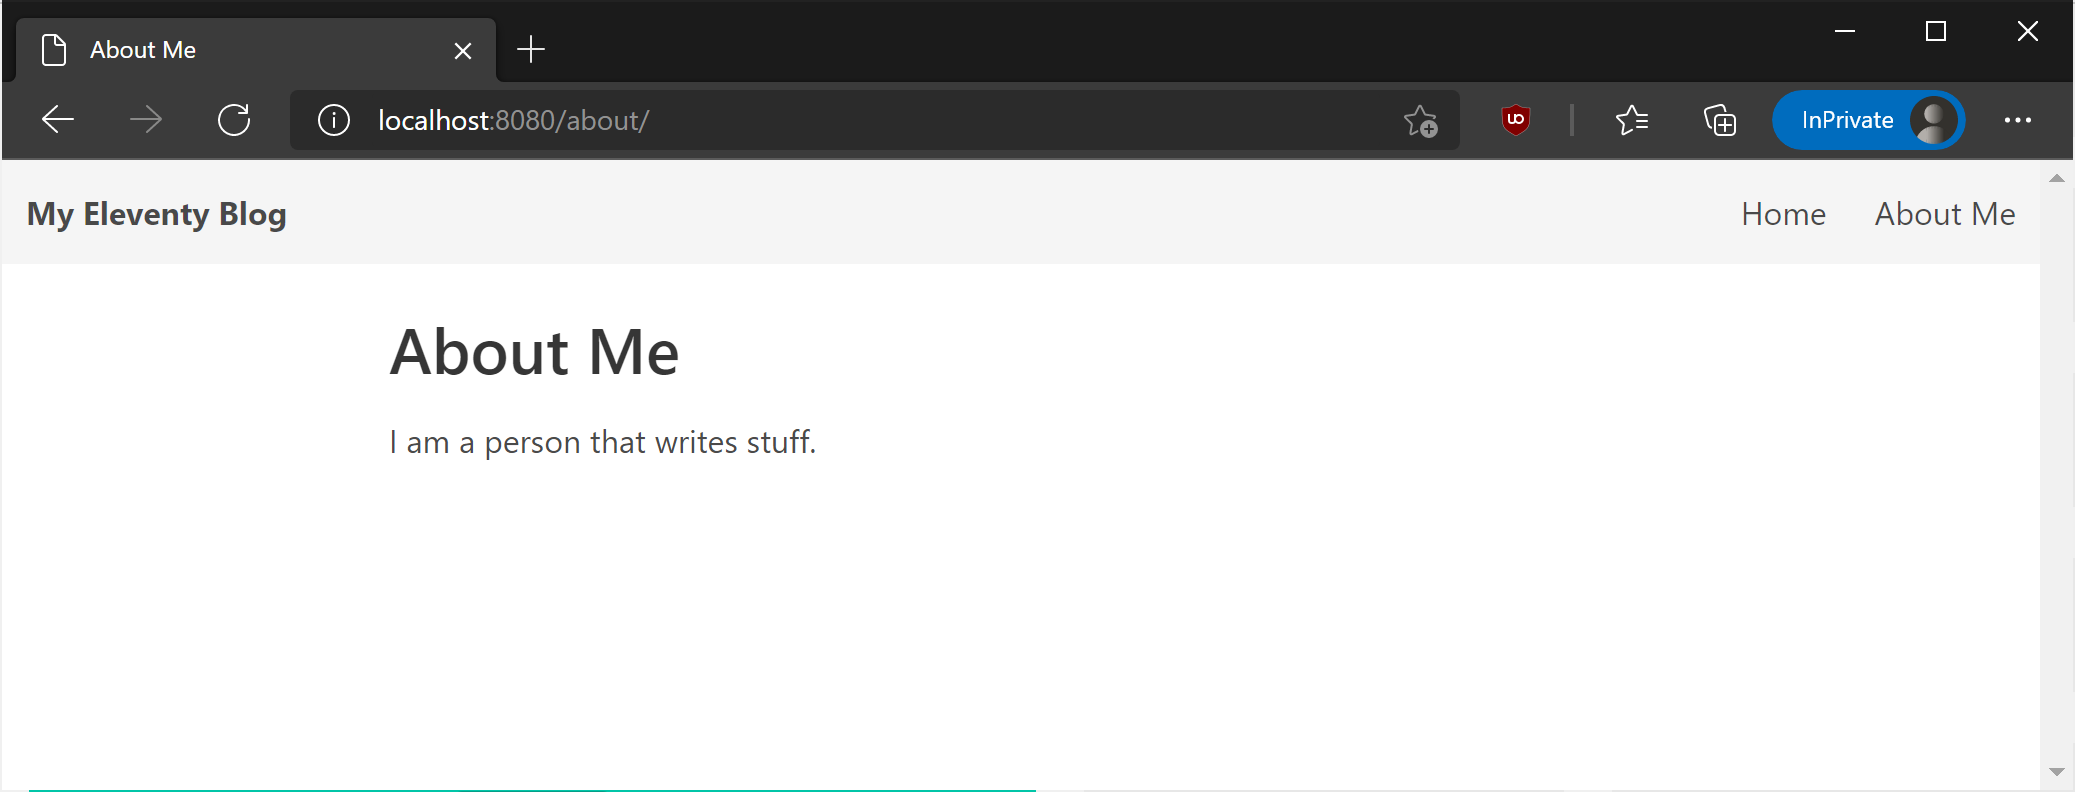 About Me
localhost:8080/about/
InPrivate
My Eleventy Blog
Home About Me
About Me
I am a person that writes stuff.